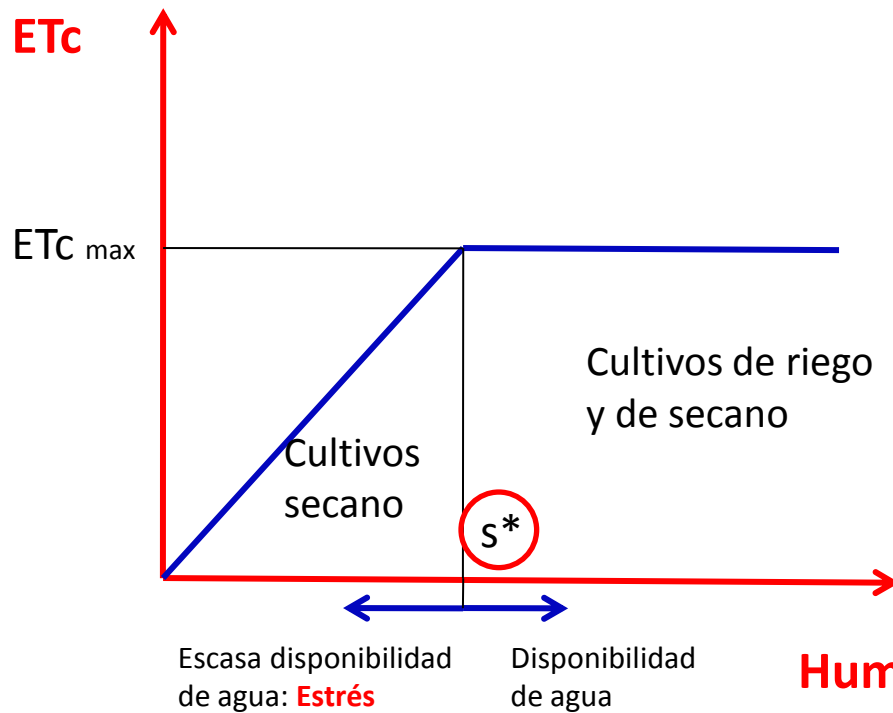 ETc
ETc max
Cultivos de riego
y de secano
Cultivos
secano
s*
Escasa disponibilidad
de agua: Estrés
Disponibilidad
de agua
Hum